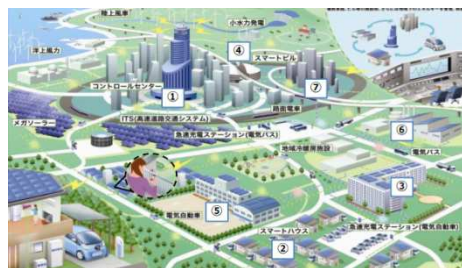 陸上風車
小水力発電
洋上風力
④
スマートビル
コントロールセンター
①
⑦
路面電車
メガソーラー
ITS(高速道路交通システム)
急速充電ステーション(電気バス)
⑥
地域冷暖房施設
電気バス
③
⑤
電気自動車
スマートハウス
急速充電ステーション(電気自動車)
②